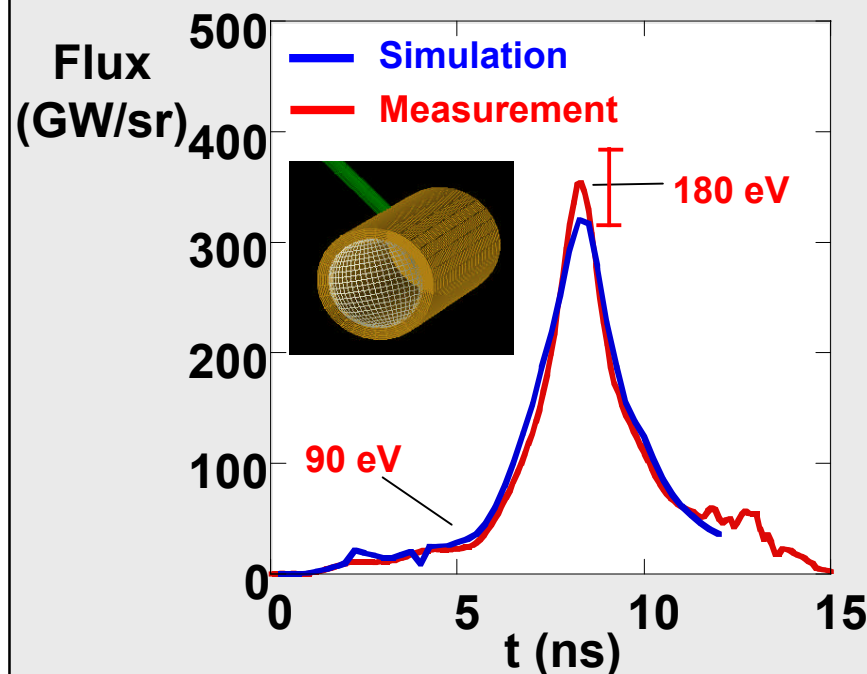 500
Flux
(GW/sr)
Simulation
Measurement
400
180 eV
300
200
90 eV
100
0
0 5 10 15
t (ns)